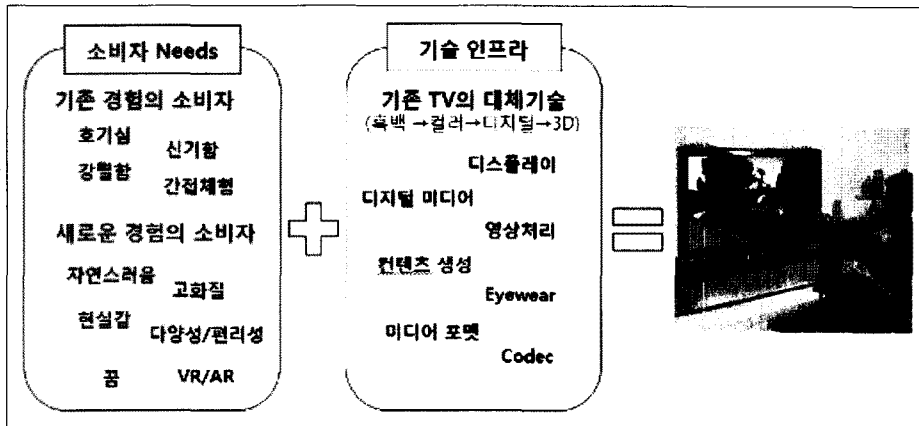 소비자 Needs
기존 경험의 소비자
호기심
신기함
강렬함
간접체험
새로운 경험의 소비자
자연스러움
고화질
현실감
다양성/편리성
꿈
VR/AR
기술 인프라
기존 TV의 대체기술
(흑백→컬러→디지털→3D)
디스플레이
디지털 미디어
영상처리
컨텐츠 생성
Eyewear
미디어 포맷
Codec